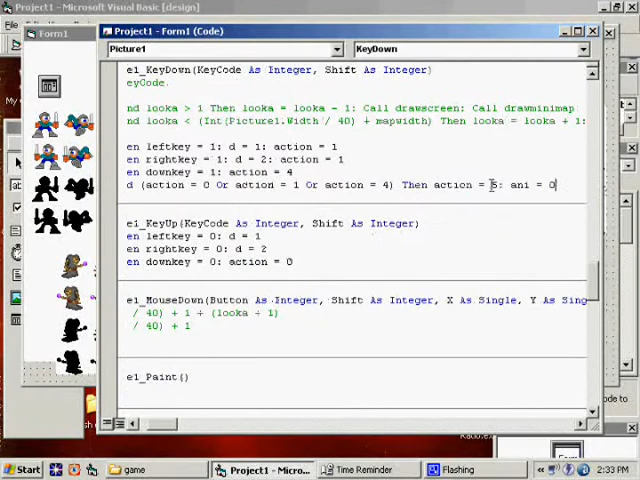 Project1 - Microsoft Visual Basic [design]
Form1
Project1 - Form1 (Code)
Picture1
KeyDown
e1_KeyDown(KeyCode As Integer, Shift As Integer)
eyCode.
nd looka > 1 Then looka = looka - 1: Call drawscreen: Call drawminimap
nd looka < (Int(Picture1.Width / 40) + mapwidth) Then looka = looka + 1:
en leftkey = 1: d = 1: action = 1
en rightkey = 1: d = 2: action = 1
en downkey = 1: action = 4
d (action = 0 Or action = 1 Or action = 4) Then action = 5: ani = 0
e1_KeyUp(KeyCode As Integer, Shift As Integer)
en leftkey = 0: d = 1
en rightkey = 0: d = 2
en downkey = 0: action = 0
e1_MouseDown(Button As Integer, Shift As Integer, X As Single, Y As Sing
/ 40) + 1 + (looka - 1)
/ 40) + 1
e1_Paint()
Start
game
Project1 - Micro...
Time Reminder
Flashing
2:33 PM